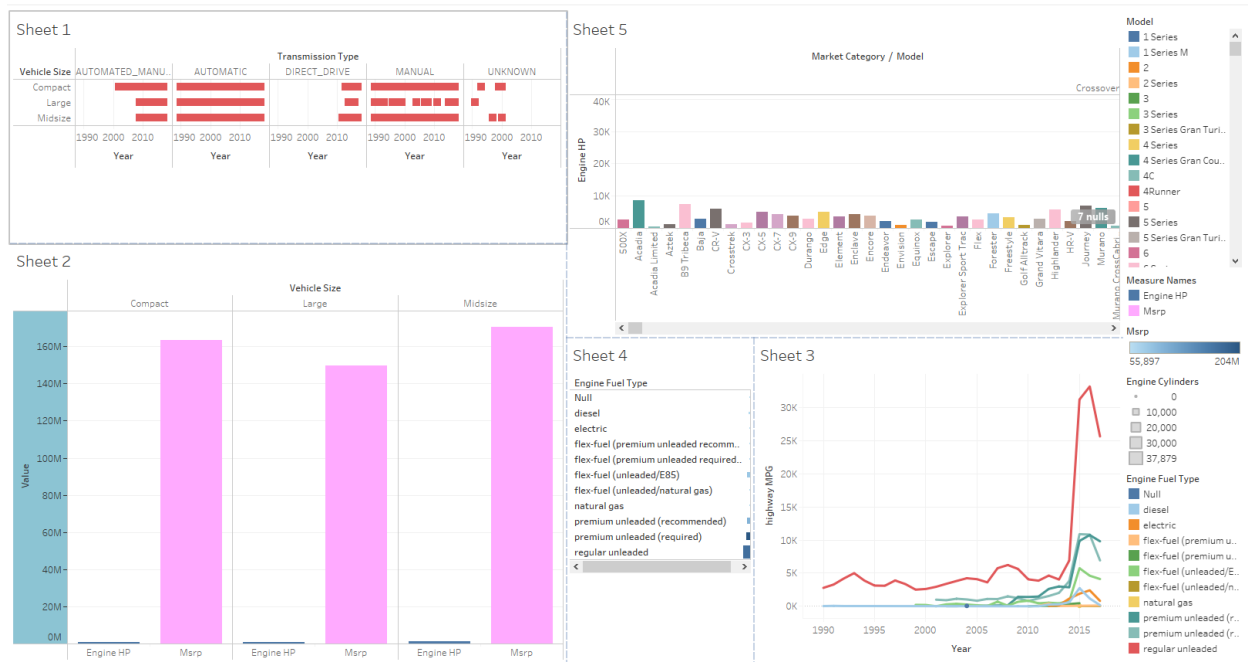 Sheet 1
Transmission Type
Vehicle Size AUTOMATED_MANU.. AUTOMATIC DIRECT_DRIVE MANUAL UNKNOWN
Compact
Large
Midsize
1990 2000 2010 1990 2000 2010 1990 2000 2010 1990 2000 2010 1990 2000 2010
Year Year Year Year Year
Sheet 2
Vehicle Size
Compact Large Midsize
160M
140M
120M
100M
80M
60M
40M
20M
0M
Value
Engine HP Msrp Engine HP Msrp Engine HP Msrp
Sheet 5
Market Category / Model
Crossover
40K
30K
20K
10K
0K
Engine HP
7 nulls
500X
Acadia
Acadia Limited
Aztek
B9 Tribeca
Baja
CR-V
Crosstrek
CX-3
CX-5
CX-7
CX-9
Durango
Edge
Element
Enclave
Encore
Endeavor
Envision
Equinox
Escape
Explorer
Explorer Sport Trac
Flex
Forester
Freestyle
Golf Alltrack
Grand Vitara
Highlander
HR-V
Journey
Murano
Murano CrossCabri..
Sheet 4
Engine Fuel Type
Null
diesel
electric
flex-fuel (premium unleaded recomm..
flex-fuel (premium unleaded required..
flex-fuel (unleaded/E85)
flex-fuel (unleaded/natural gas)
natural gas
premium unleaded (recommended)
premium unleaded (required)
regular unleaded
Sheet 3
30K
25K
20K
15K
10K
5K
0K
highway MPG
1990 1995 2000 2005 2010 2015
Year
Model
1 Series
1 Series M
2
2 Series
3
3 Series
3 Series Gran Turi..
4 Series
4 Series Gran Cou..
4C
4Runner
5
5 Series
5 Series Gran Turi..
6
Measure Names
Engine HP
Msrp
Msrp
55,897 204M
Engine Cylinders
0
10,000
20,000
30,000
37,879
Engine Fuel Type
Null
diesel
electric
flex-fuel (premium u..
flex-fuel (premium u..
flex-fuel (unleaded/E..
flex-fuel (unleaded/n..
natural gas
premium unleaded (r..
premium unleaded (r..
regular unleaded